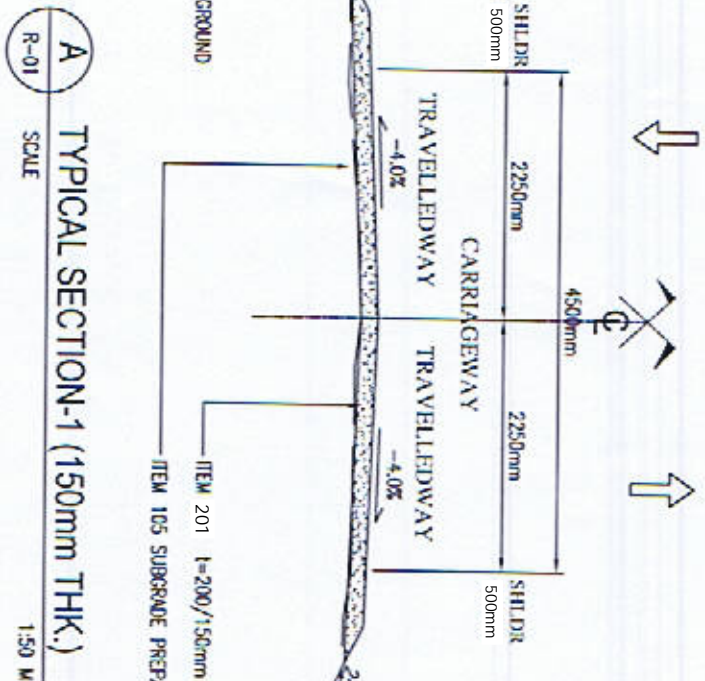 4500mm
SHLDR
500mm
2250mm
2250mm
SHLDR
500mm
CARRIAGEWAY
TRAVELLEDWAY
TRAVELLEDWAY
-4.0%
-4.0%
GROUND
ITEM 201 t=200/150mm
ITEM 105 SUBGRADE
A
R-01
TYPICAL SECTION-1 (150mm THK.)
SCALE
1:50